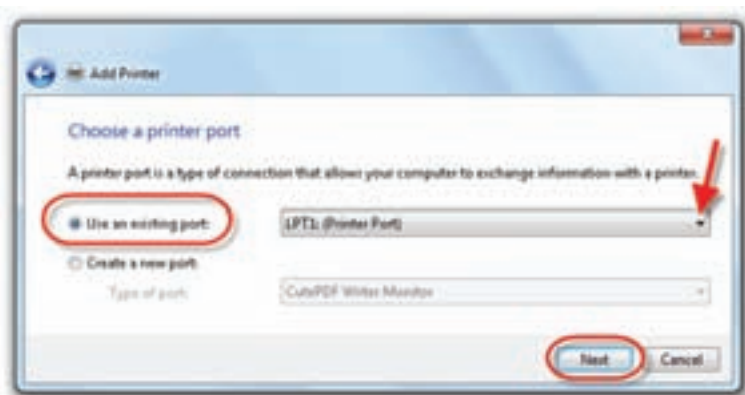 Add Printer
Choose a printer port
A printer port is a type of connection that allows your computer to exchange information with a printer.
Use an existing port: LPT1: (Printer Port)
Create a new port:
Type of port: CutePDF Writer Monitor
Next Cancel